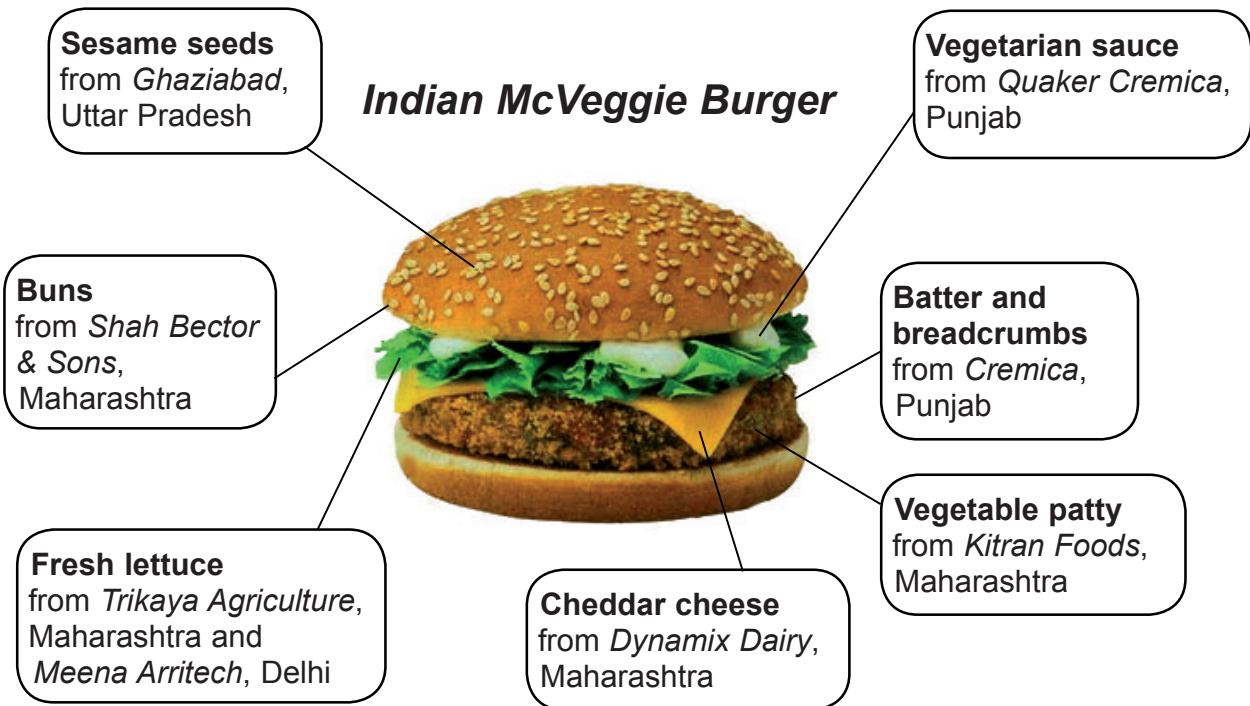 Sesame seeds
from Ghaziabad,
Uttar Pradesh
Indian McVeggie Burger
Vegetarian sauce
from Quaker Cremica,
Punjab
Buns
from Shah Bector
& Sons,
Maharashtra
Batter and
breadcrumbs
from Cremica,
Punjab
Vegetable patty
from Kitran Foods,
Maharashtra
Fresh lettuce
from Trikaya Agriculture,
Maharashtra and
Meena Arritech, Delhi
Cheddar cheese
from Dynamix Dairy,
Maharashtra